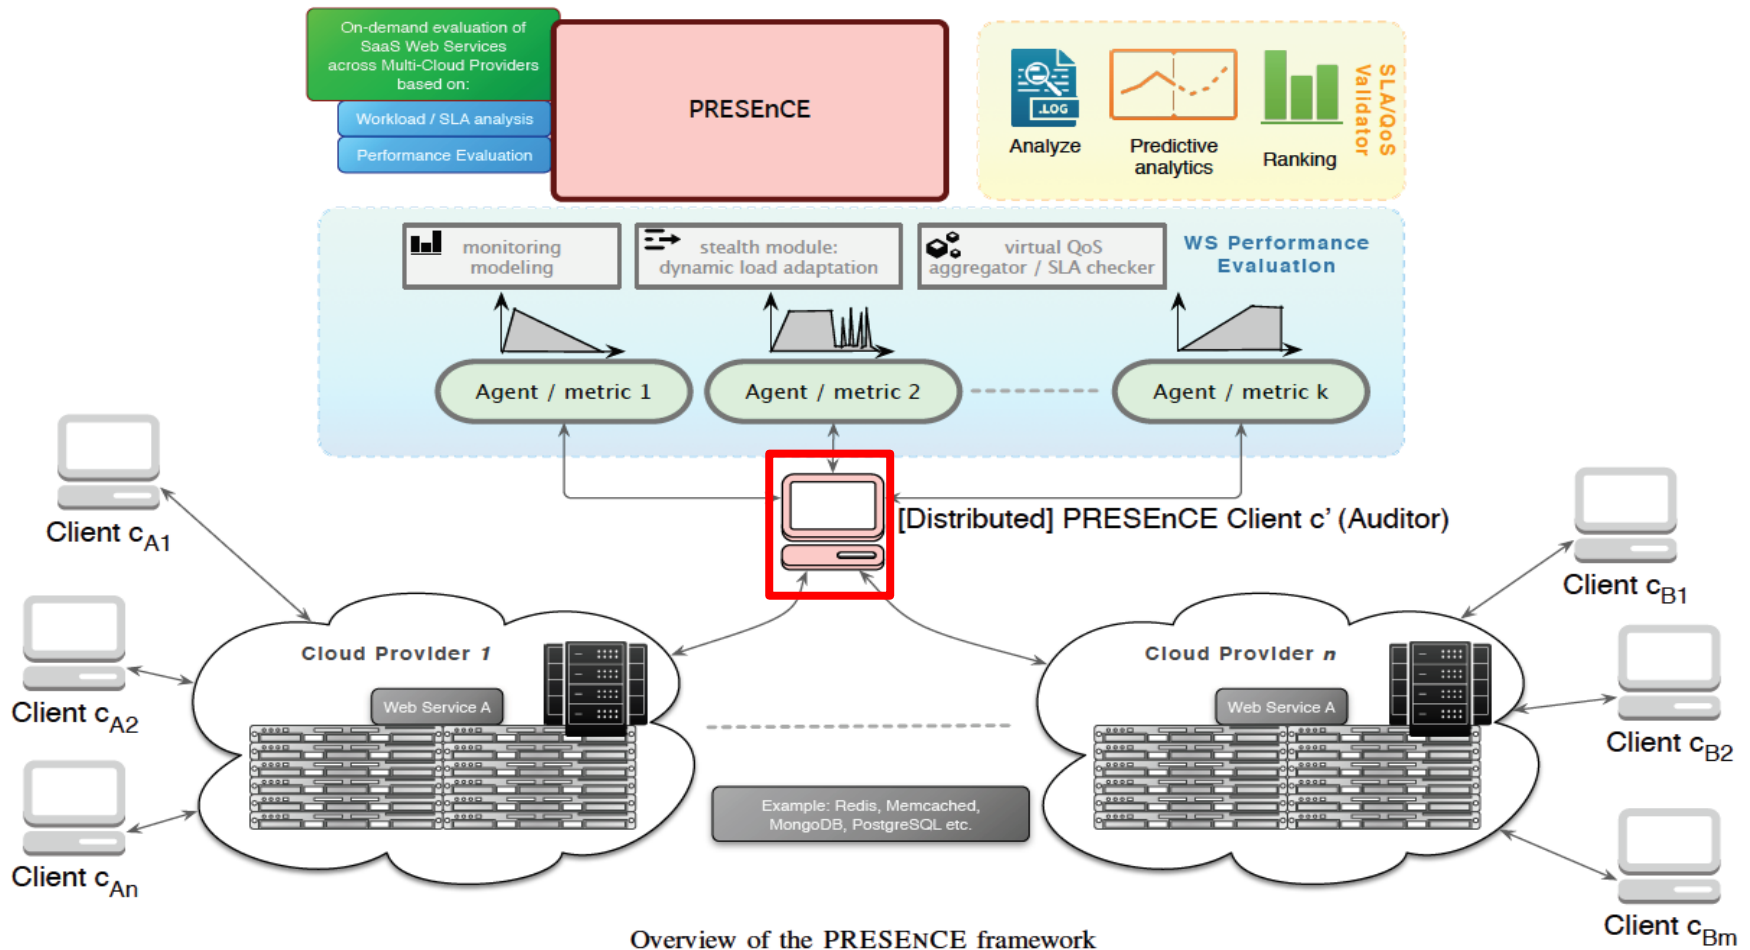 On-demand evaluation of
SaaS Web Services
across Multi-Cloud Providers
based on:
Workload / SLA analysis
Performance Evaluation
PRESEnCE
.LOG
Analyze
Predictive
analytics
Ranking
SLA/QoS
Validator
monitoring
modeling
stealth module:
dynamic load adaptation
virtual QoS
aggregator / SLA checker
WS Performance
Evaluation
Agent / metric 1
Agent / metric 2
Agent / metric k
[Distributed] PRESEnCE Client c' (Auditor)
Client cA1
Client cA2
Client cAn
Client cB1
Client cB2
Client cBm
Cloud Provider 1
Web Service A
Cloud Provider n
Web Service A
Example: Redis, Memcached,
MongoDB, PostgreSQL etc.
Overview of the PRESENCE framework